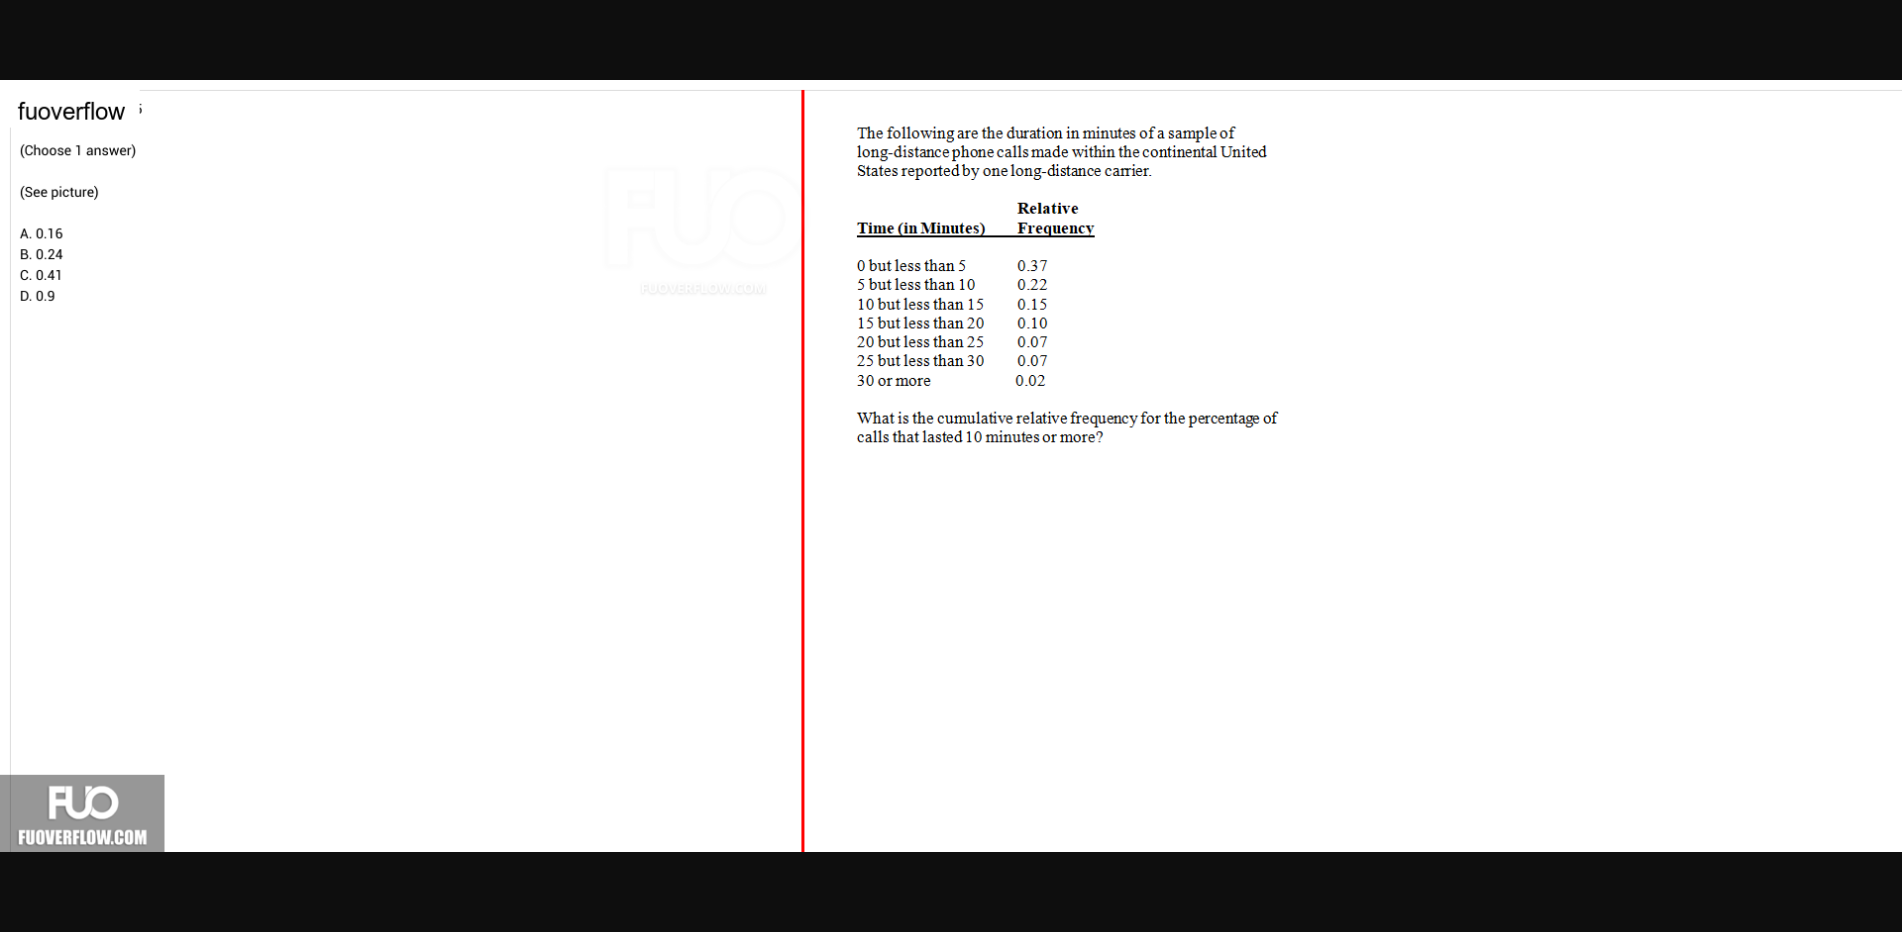 fuoverflow
(Choose 1 answer)
(See picture)
A. 0.16
B. 0.24
C. 0.41
D. 0.9
FUO
FUOVERFLOW.COM
The following are the duration in minutes of a sample of
long-distance phone calls made within the continental United
States reported by one long-distance carrier.
Relative
Time (in Minutes) Frequency
0 but less than 5 0.37
5 but less than 10 0.22
10 but less than 15 0.15
15 but less than 20 0.10
20 but less than 25 0.07
25 but less than 30 0.07
30 or more 0.02
What is the cumulative relative frequency for the percentage of
calls that lasted 10 minutes or more?
FUO
FUOVERFLOW.COM